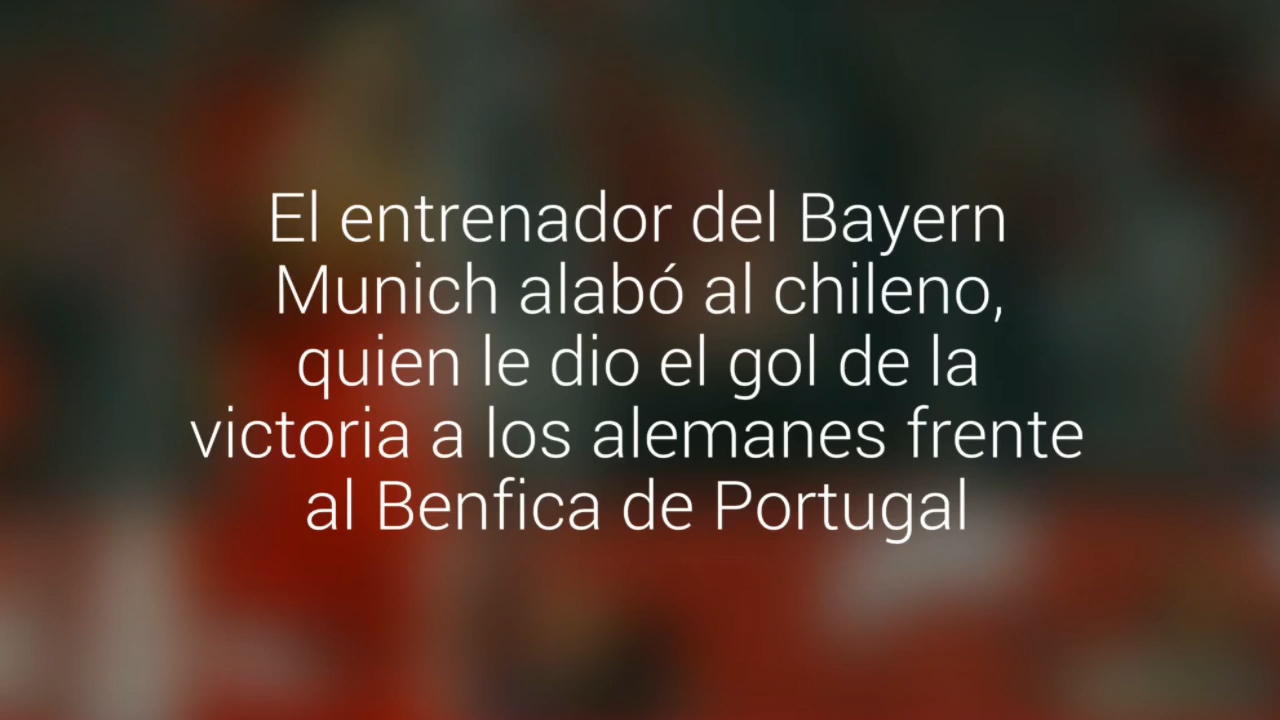 El entrenador del Bayern
Munich alabó al chileno,
quien le dio el gol de la
victoria a los alemanes frente
al Benfica de Portugal